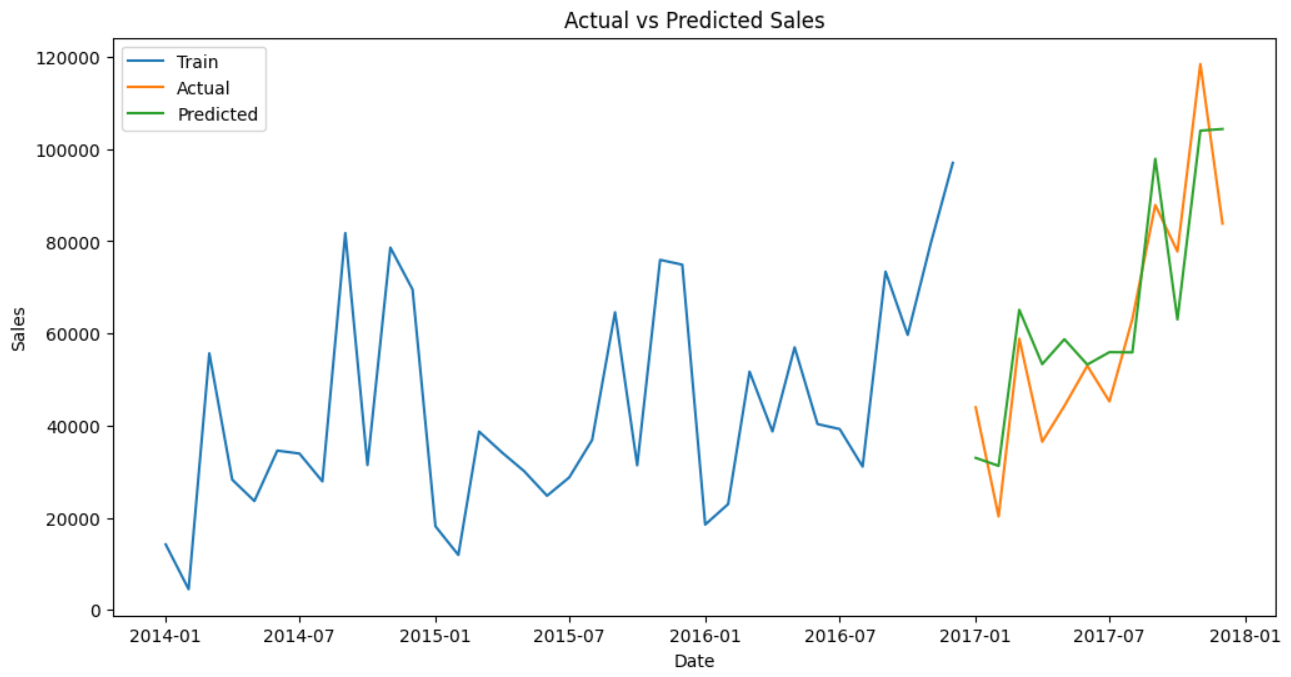 Actual vs Predicted Sales
Train
Actual
Predicted
120000
100000
80000
60000
40000
20000
0
Sales
2014-01 2014-07 2015-01 2015-07 2016-01 2016-07 2017-01 2017-07 2018-01
Date